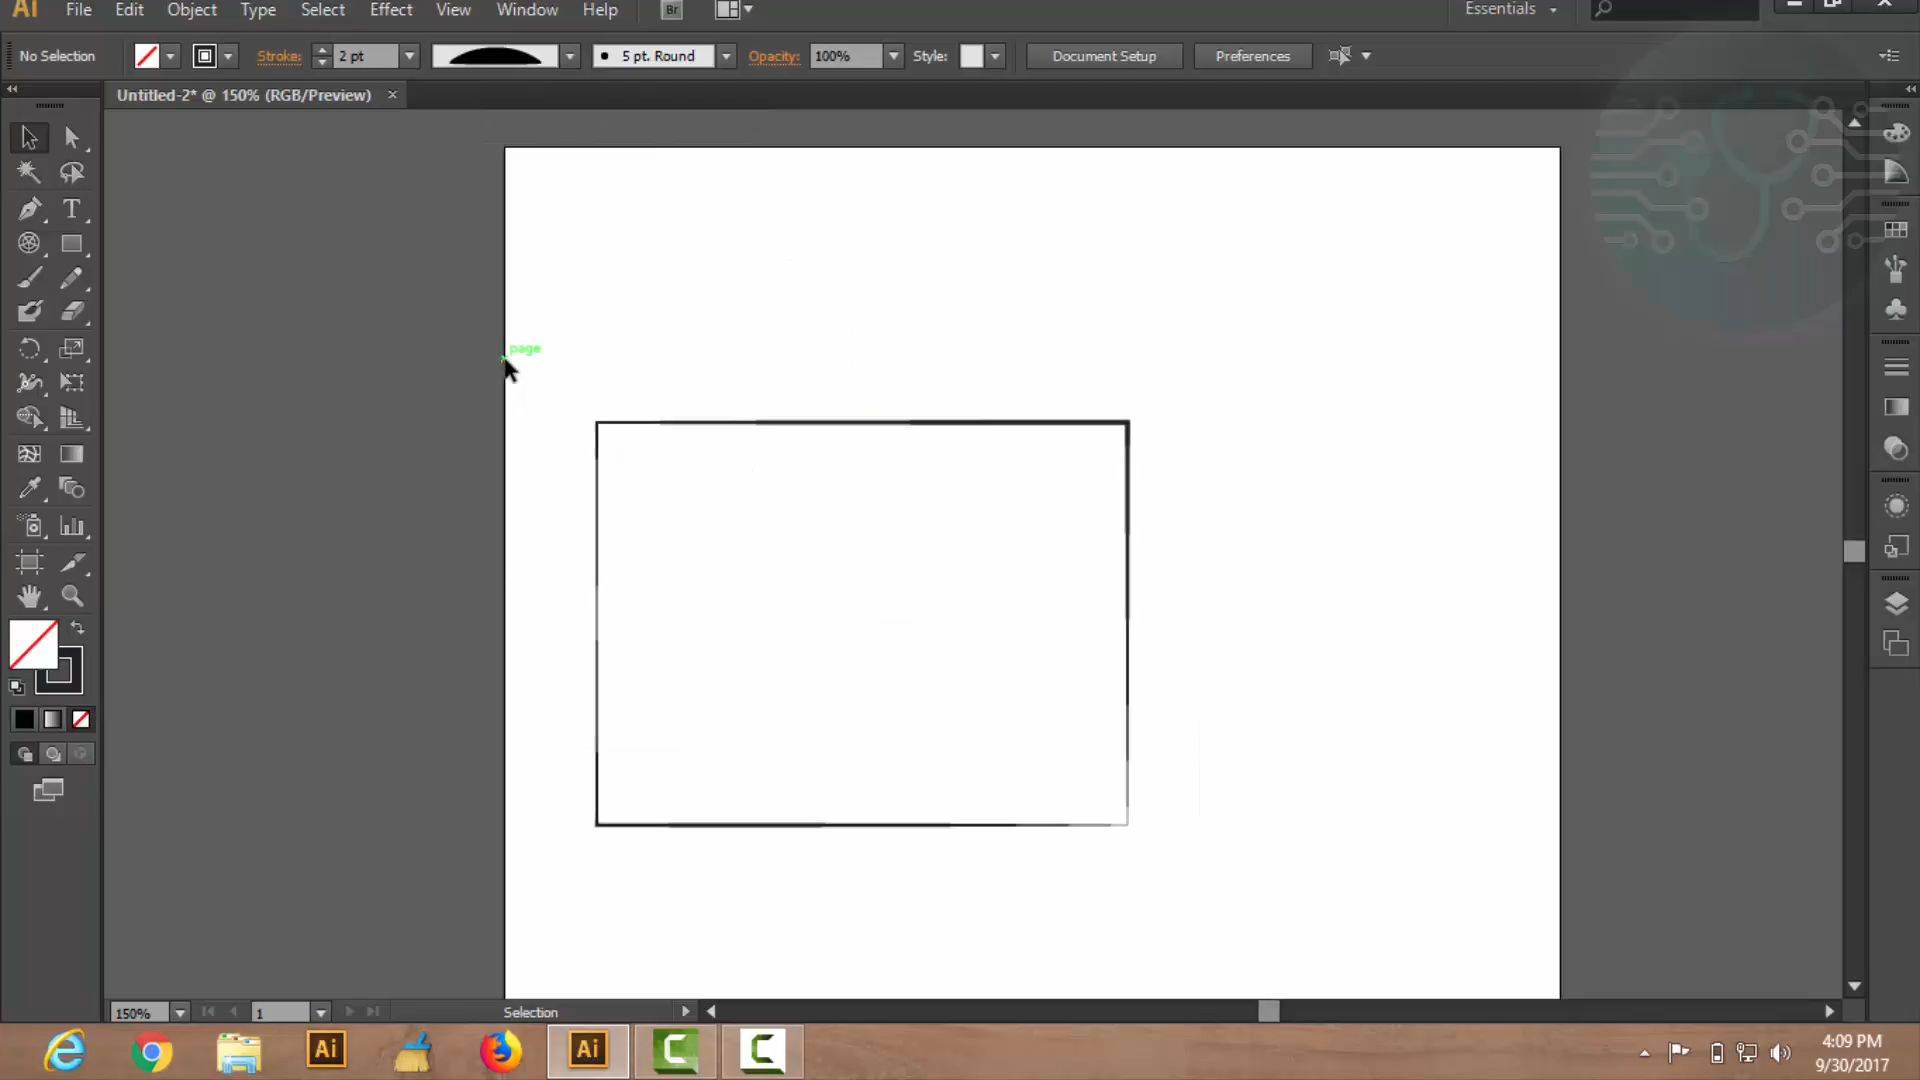 Ai File Edit Object Type Select Effect View Window Help Br Essentials
No Selection Stroke: 2 pt 5 pt. Round Opacity: 100% Style: Document Setup Preferences
Untitled-2* @ 150% (RGB/Preview)
T
page
150% 1 Selection
Ai Ai
4:09 PM
9/30/2017